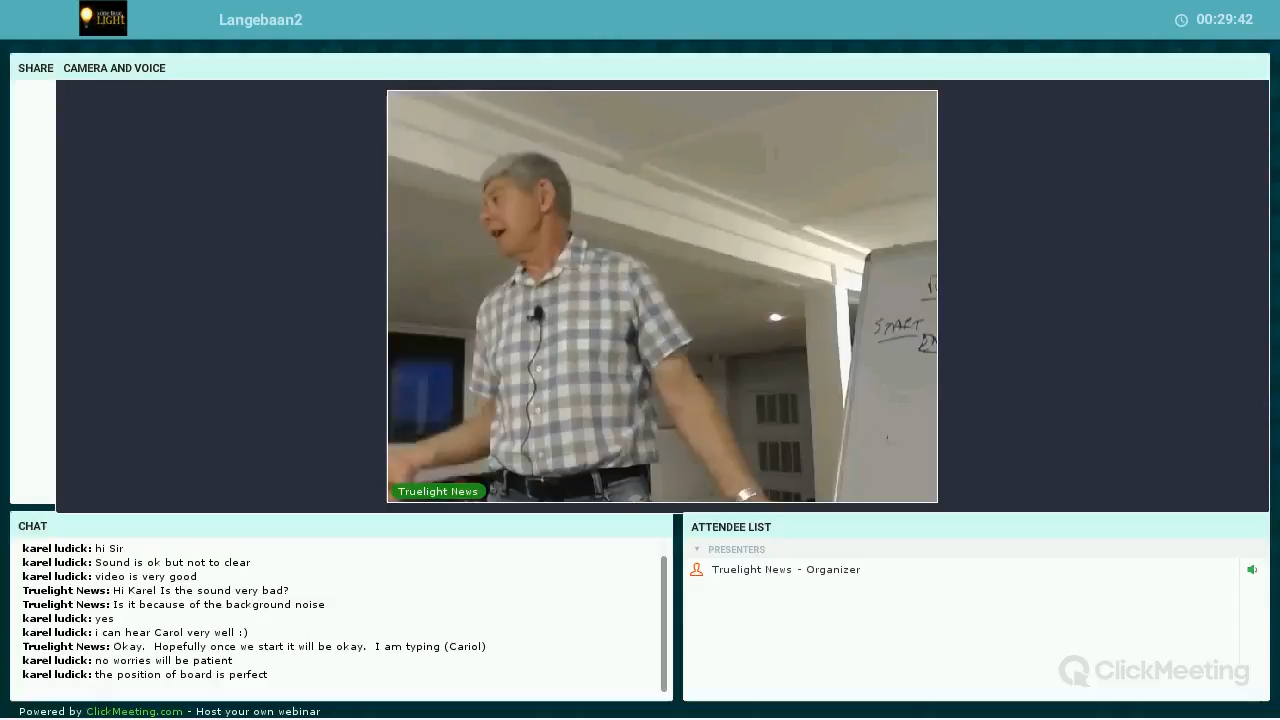 LIGHT
Langebaan2
00:29:42
SHARE
CAMERA AND VOICE
START
Truelight News
CHAT
karel ludick: hi Sir
karel ludick: Sound is ok but not to clear
karel ludick: video is very good
Truelight News: Hi Karel Is the sound very bad?
Truelight News: Is it because of the background noise
karel ludick: yes
karel ludick: i can hear Carol very well :)
Truelight News: Okay.  Hopefully once we start it will be okay.  I am typing (Cariol)
karel ludick: no worries will be patient
karel ludick: the position of board is perfect
ATTENDEE LIST
PRESENTERS
Truelight News - Organizer
ClickMeeting
Powered by ClickMeeting.com - Host your own webinar